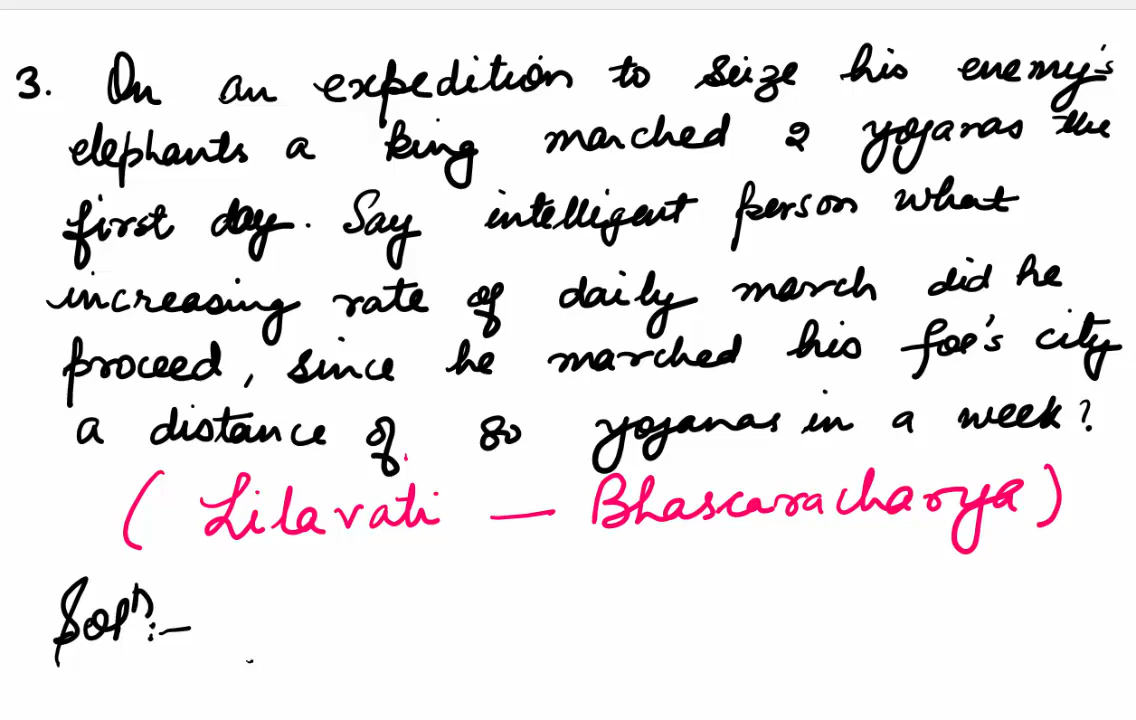 3. On an expedition to seize his enemy's
elephants a king marched 2 yojanas the
first day. Say intelligent person what
increasing rate of daily march did he
proceed, since he marched his foe's city
a distance of 80 yojanas in a week?
(Lilavati — Bhascaracharya)
Solⁿ:-